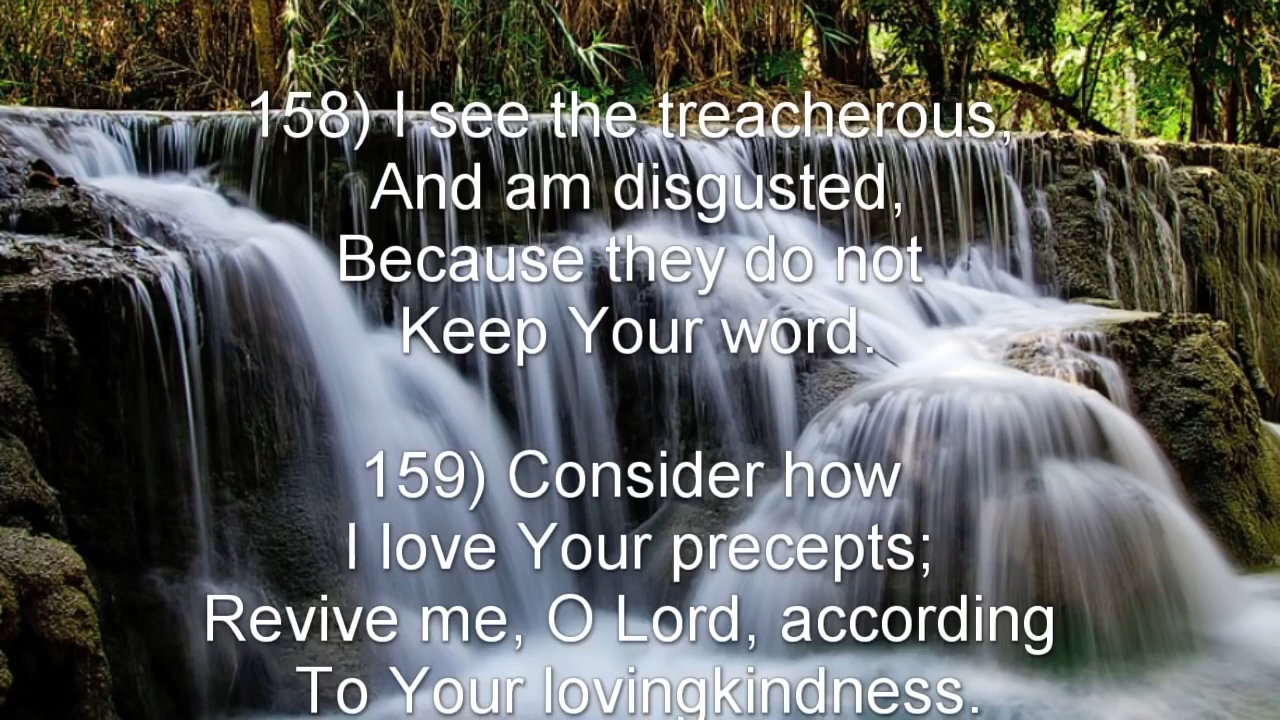 158) I see the treacherous,
And am disgusted,
Because they do not
Keep Your word.
159) Consider how
I love Your precepts;
Revive me, O Lord, according
To Your lovingkindness.